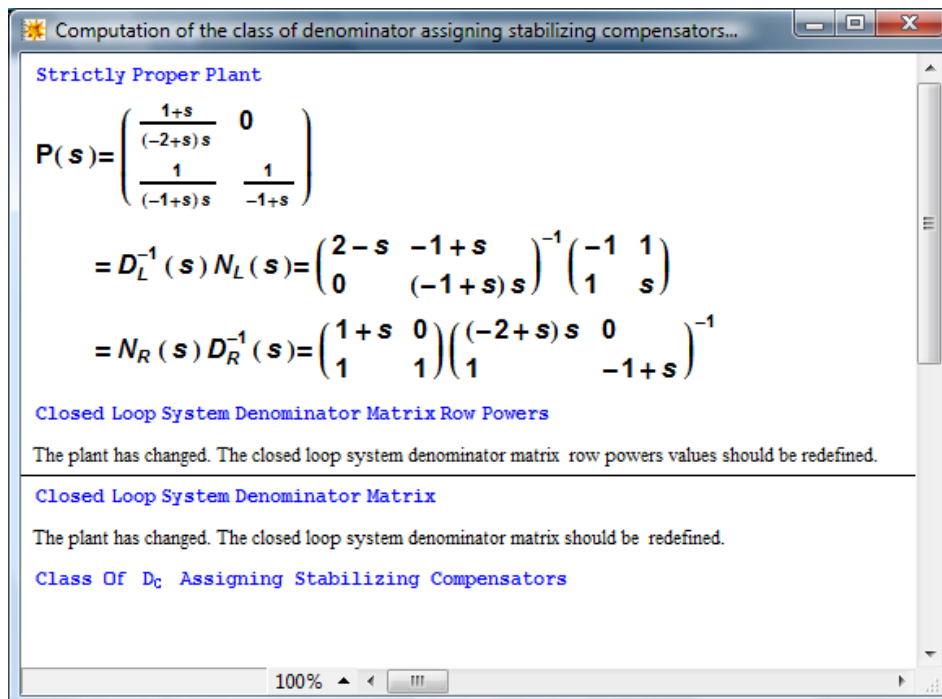 Computation of the class of denominator assigning stabilizing compensators...
Strictly Proper Plant
P(s)= ( (1+s)/((-2+s) s) 0 ; 1/((-1+s) s) 1/(-1+s) )
= D_L^{-1} (s) N_L (s)= ( 2-s -1+s ; 0 (-1+s) s )^{-1} ( -1 1 ; 1 s )
= N_R (s) D_R^{-1} (s)= ( 1+s 0 ; 1 1 ) ( (-2+s) s 0 ; 1 -1+s )^{-1}
Closed Loop System Denominator Matrix Row Powers
The plant has changed. The closed loop system denominator matrix row powers values should be redefined.
Closed Loop System Denominator Matrix
The plant has changed. The closed loop system denominator matrix should be redefined.
Class Of D_C Assigning Stabilizing Compensators
100%